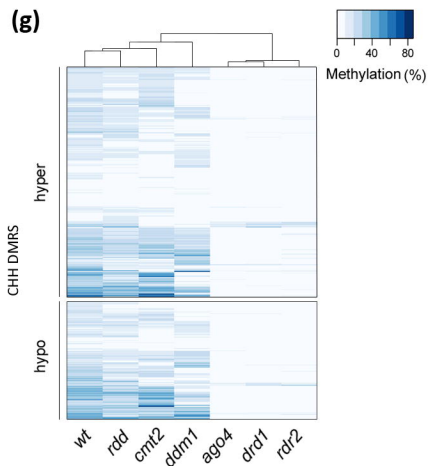 (g)
0 40 80
Methylation (%)
CHH DMRS
hyper
hypo
wt rdd cmt2 ddm1 ago4 drd1 rdr2